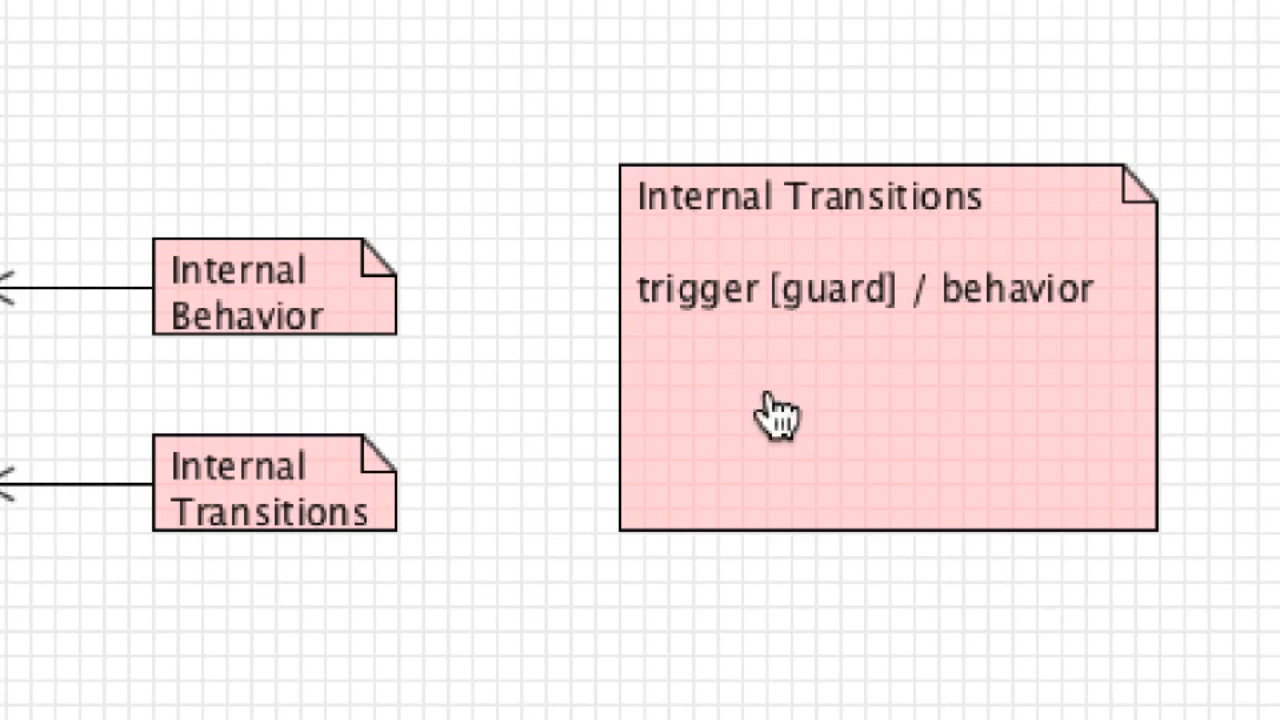 Internal
Behavior
Internal
Transitions
Internal Transitions
trigger [guard] / behavior